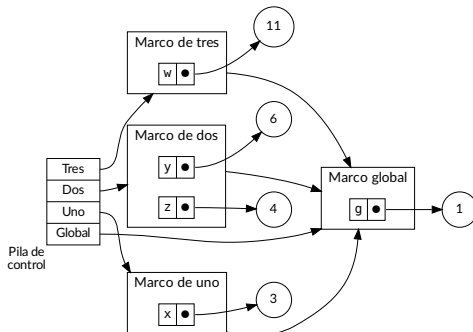 Marco de tres
w
11
Marco de dos
y
6
z
4
Tres
Dos
Uno
Global
Pila de
control
Marco global
g
1
Marco de uno
x
3